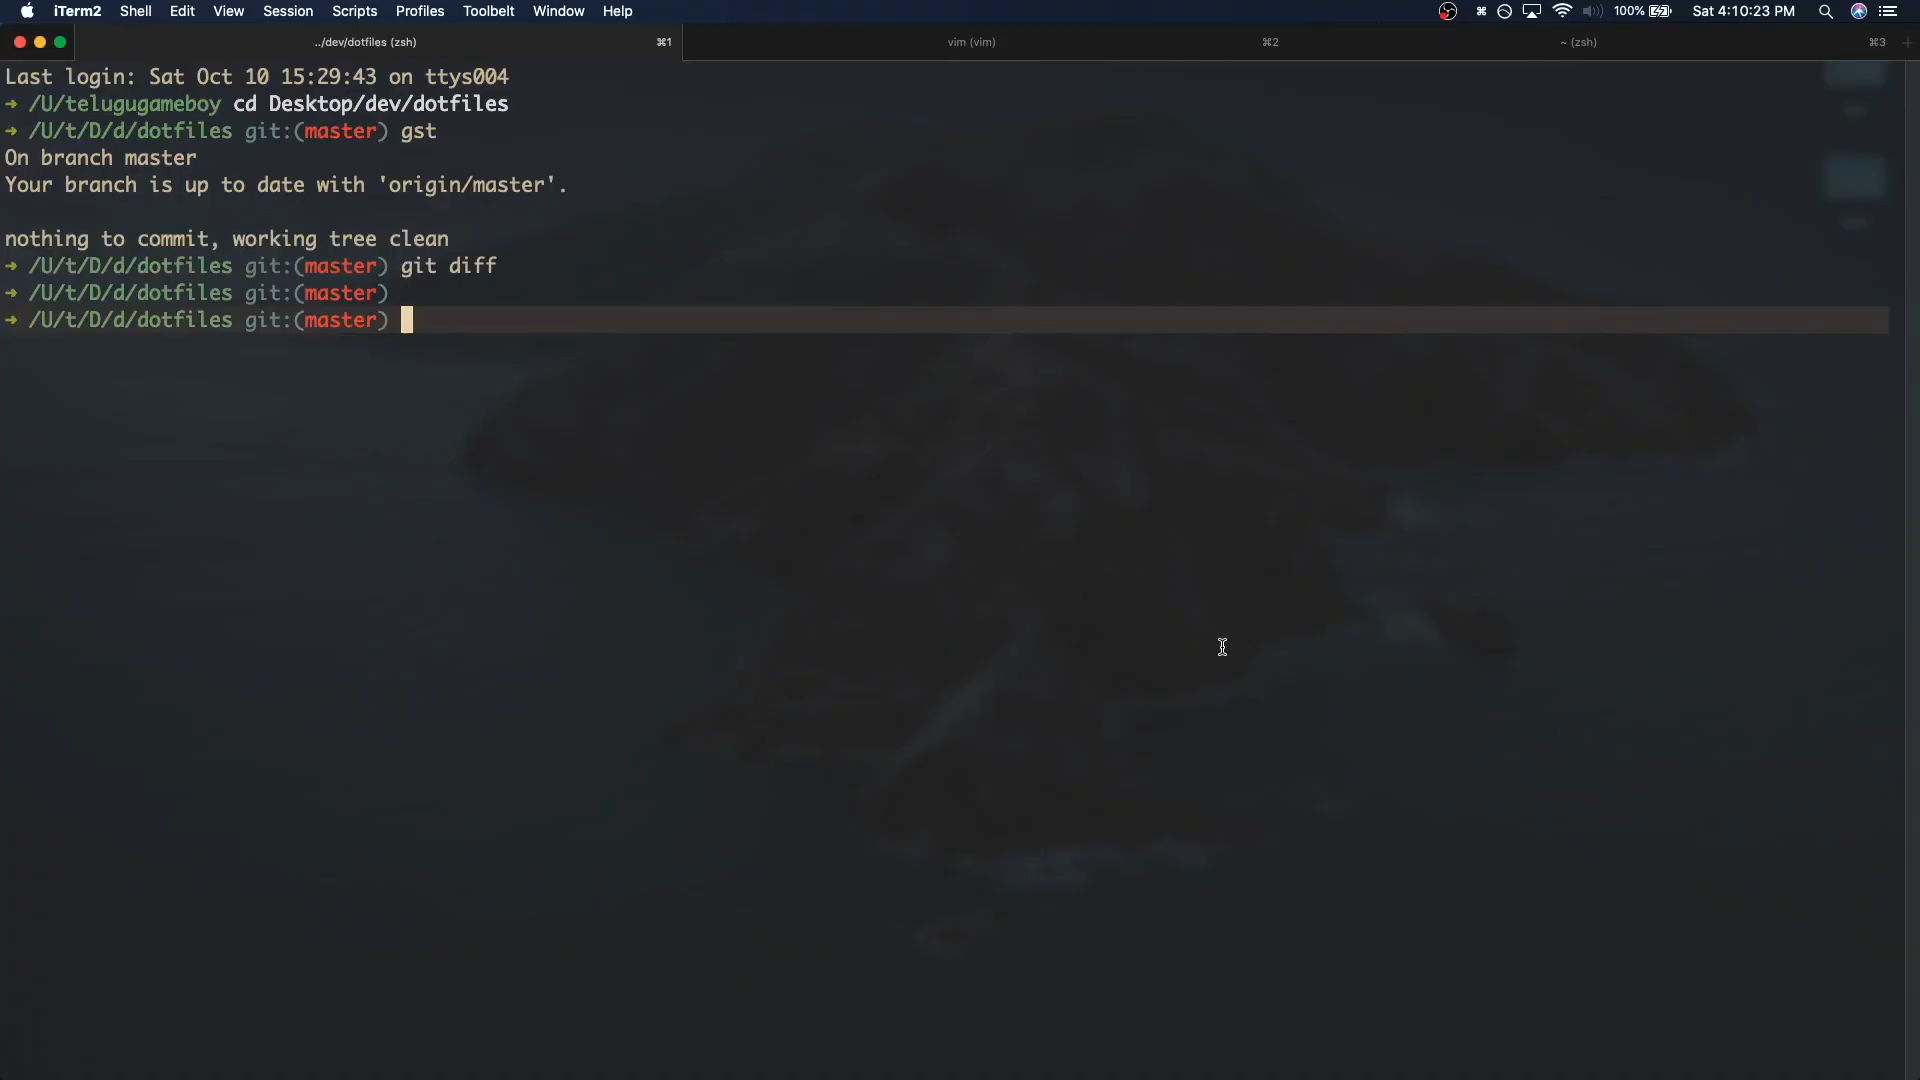 iTerm2 Shell Edit View Session Scripts Profiles Toolbelt Window Help 100% Sat 4:10:23 PM
../dev/dotfiles (zsh) ⌘1 vim (vim) ⌘2 ~ (zsh) ⌘3
Last login: Sat Oct 10 15:29:43 on ttys004
→ /U/telugugameboy cd Desktop/dev/dotfiles
→ /U/t/D/d/dotfiles git:(master) gst
On branch master
Your branch is up to date with 'origin/master'.
nothing to commit, working tree clean
→ /U/t/D/d/dotfiles git:(master) git diff
→ /U/t/D/d/dotfiles git:(master)
→ /U/t/D/d/dotfiles git:(master)